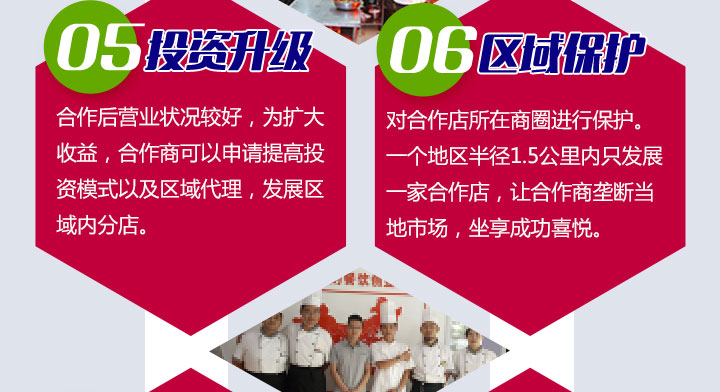 05 投资升级
合作后营业状况较好，为扩大
收益，合作商可以申请提高投
资模式以及区域代理，发展区
域内分店。
06 区域保护
对合作店所在商圈进行保护。
一个地区半径1.5公里内只发展
一家合作店，让合作商垄断当
地市场，坐享成功喜悦。
餐饮